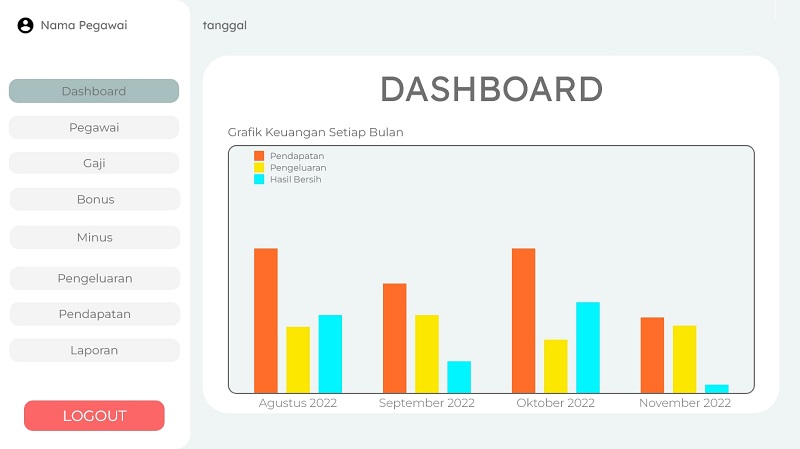 Nama Pegawai
tanggal
Dashboard
Pegawai
Gaji
Bonus
Minus
Pengeluaran
Pendapatan
Laporan
LOGOUT
DASHBOARD
Grafik Keuangan Setiap Bulan
Pendapatan
Pengeluaran
Hasil Bersih
Agustus 2022
September 2022
Oktober 2022
November 2022